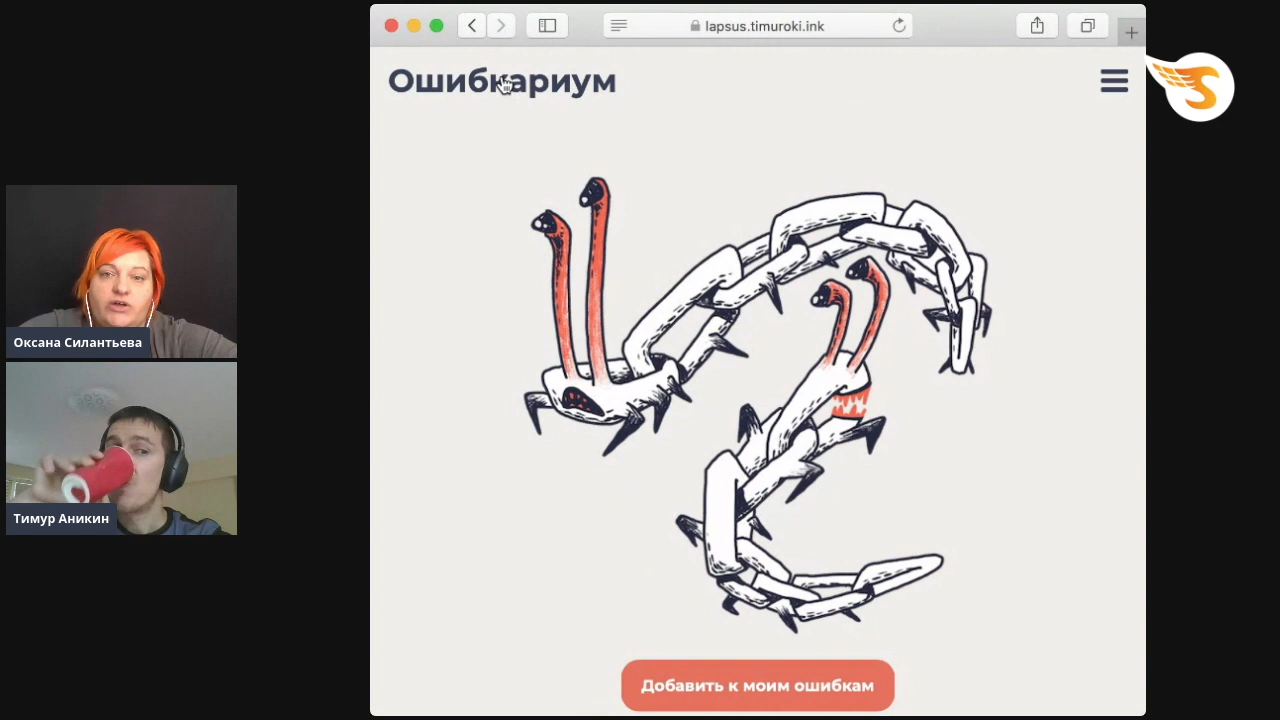 lapsus.timuroki.ink
Ошибкариум
Оксана Силантьева
Тимур Аникин
Добавить к моим ошибкам